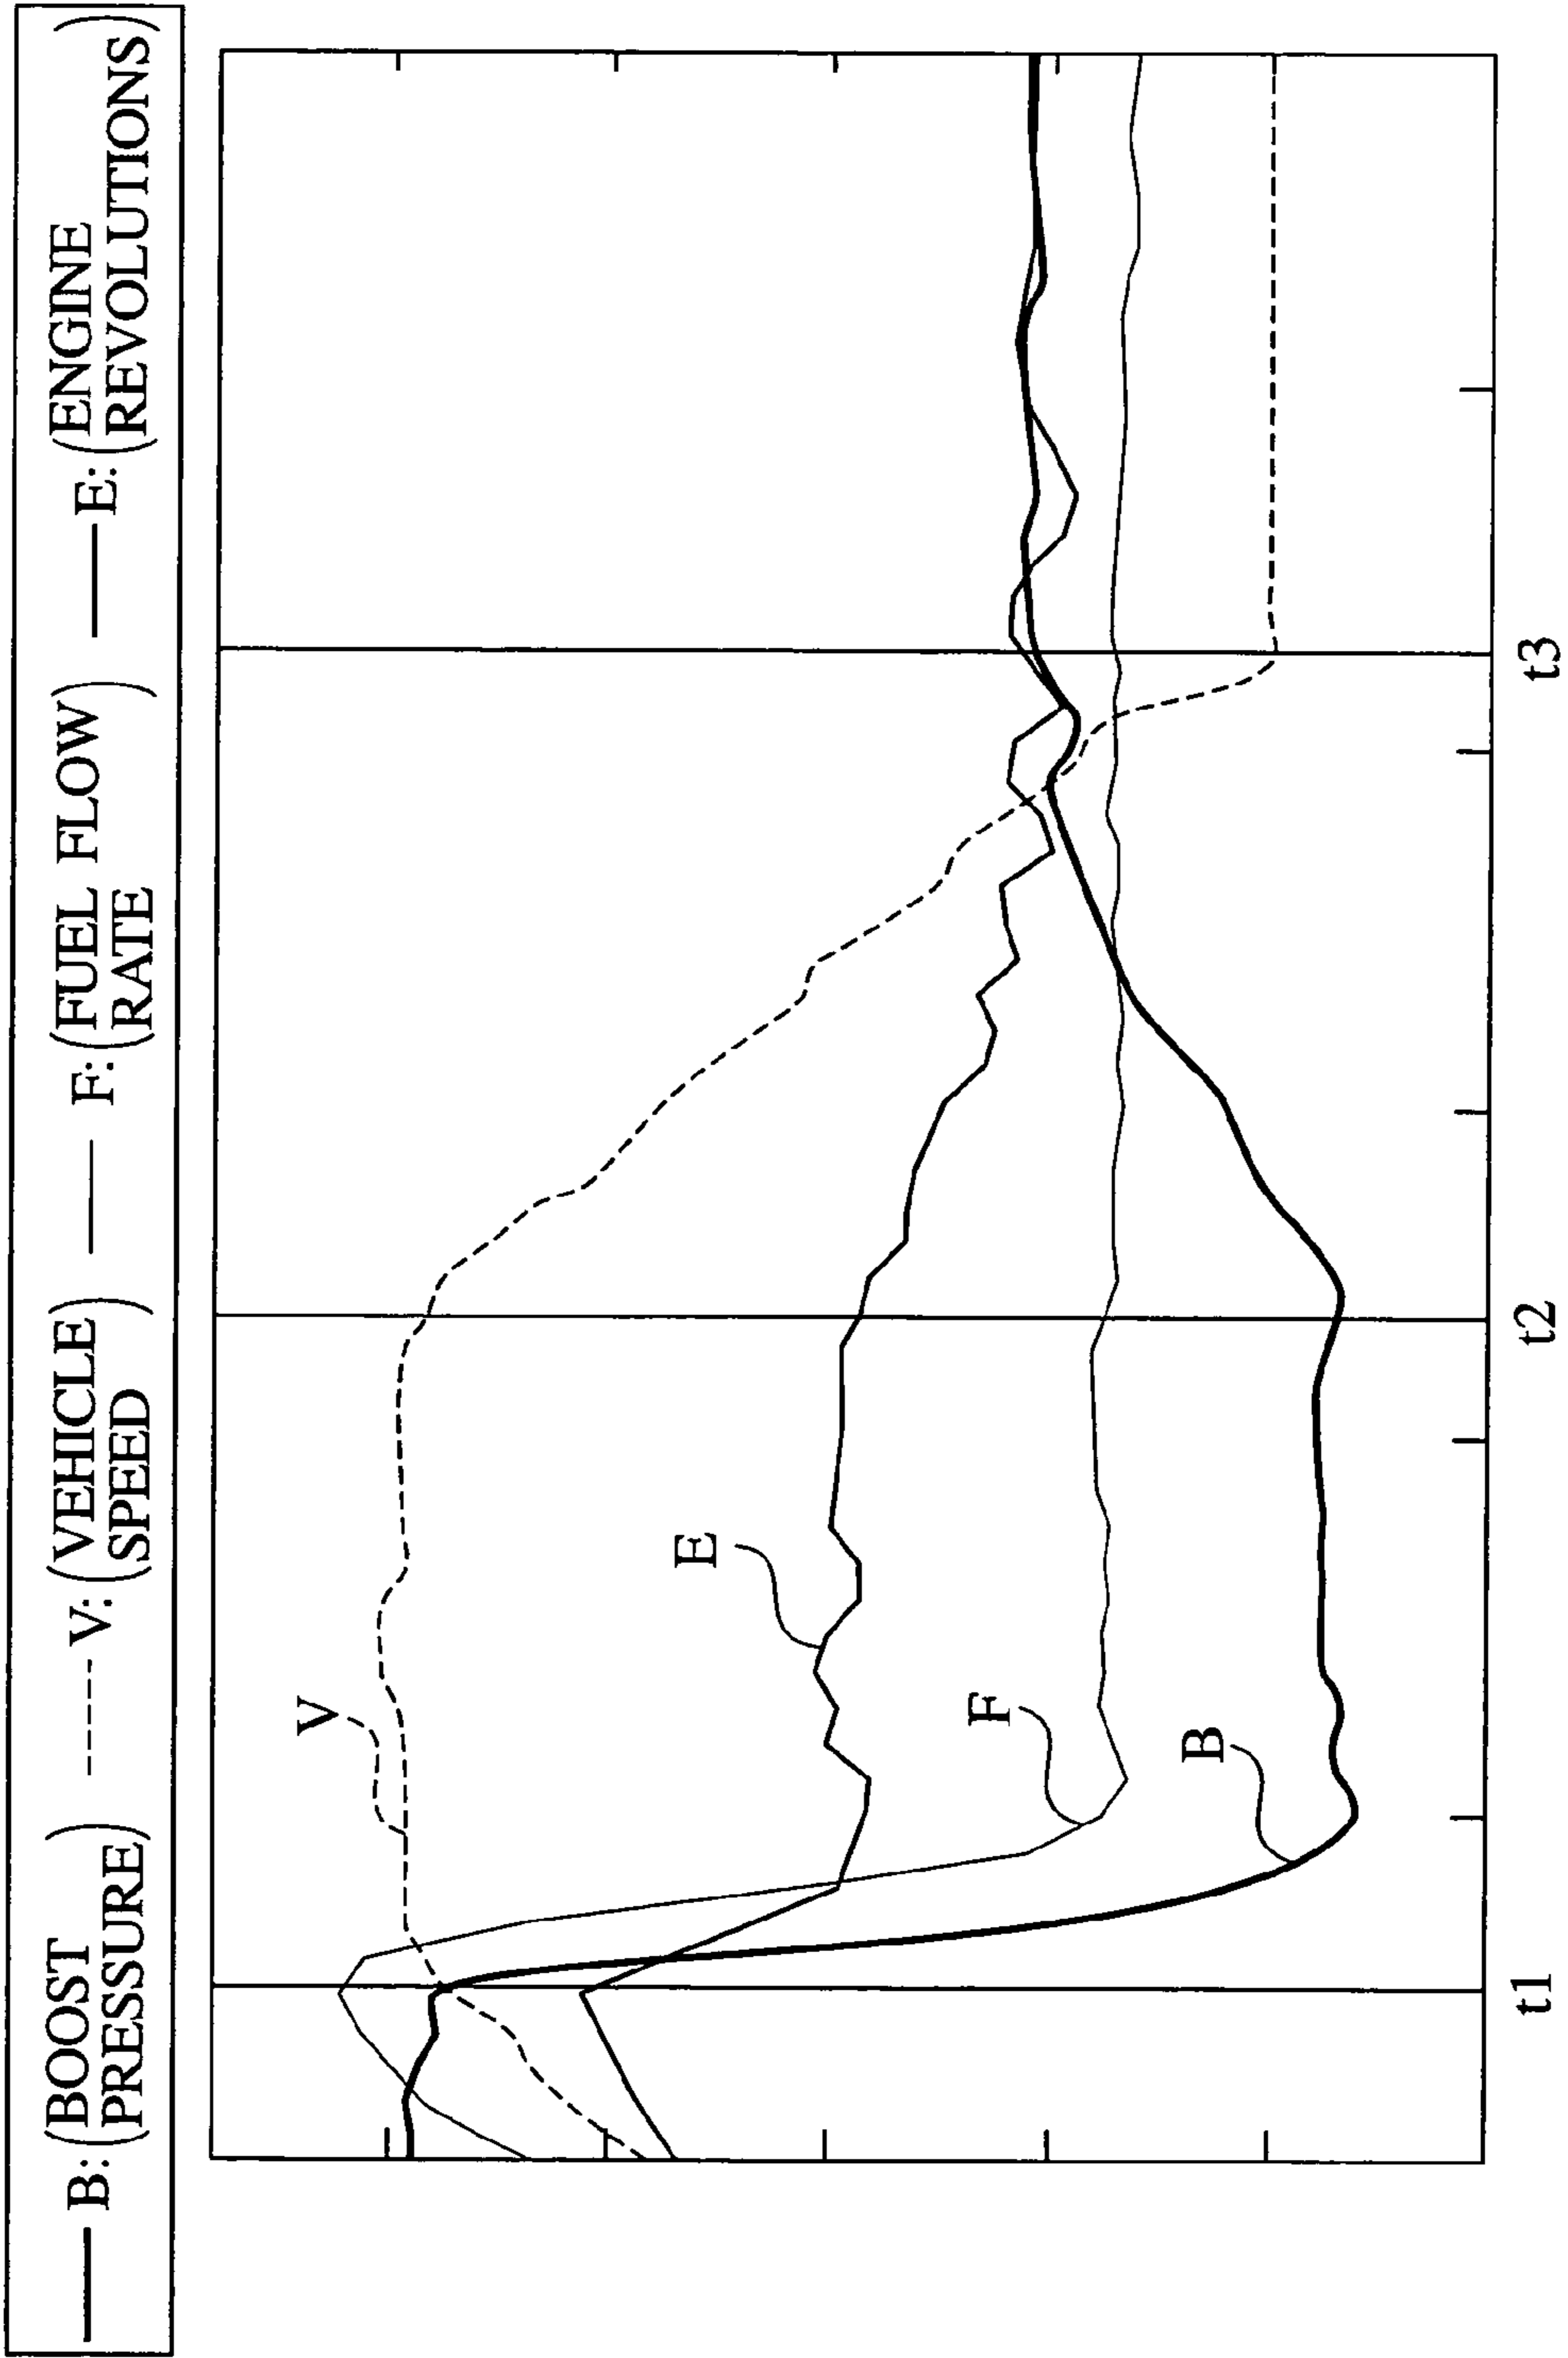 B: (BOOST PRESSURE)
V: (VEHICLE SPEED)
F: (FUEL FLOW RATE)
E: (ENGINE REVOLUTIONS)
V
E
F
B
t1
t2
t3